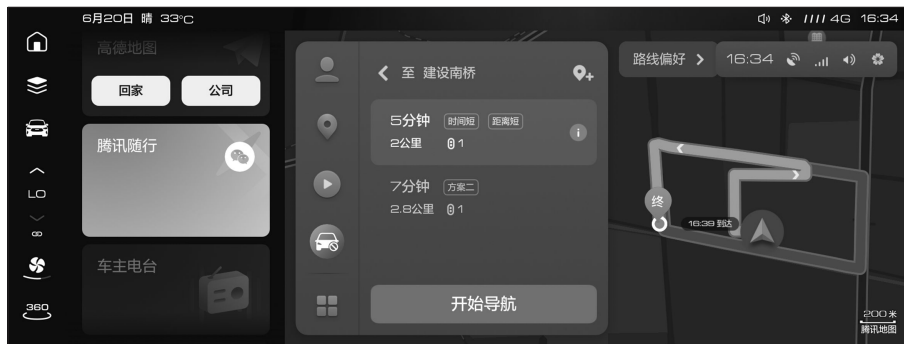 6月20日 晴 33℃
4G 16:34
高德地图
回家
公司
腾讯随行
LO
车主电台
360
至 建设南桥
5分钟 时间短 距离短
2公里 1
7分钟 方案二
2.8公里 1
开始导航
路线偏好
16:34
终
16:39 到达
200米
腾讯地图